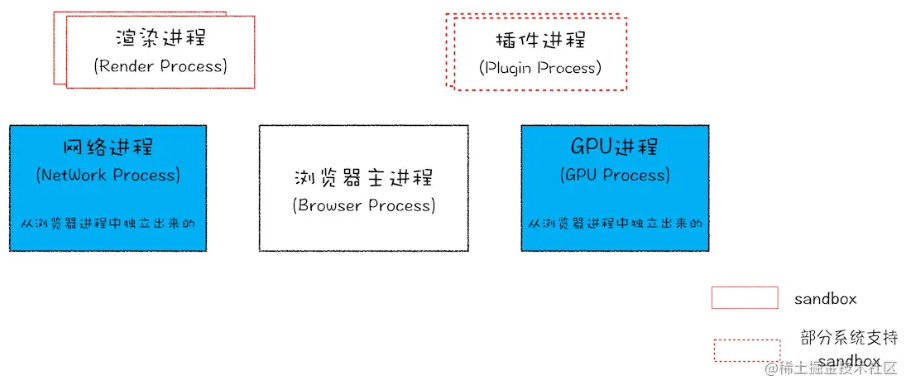 渲染进程
(Render Process)
插件进程
(Plugin Process)
网络进程
(NetWork Process)
从浏览器进程中独立出来的
浏览器主进程
(Browser Process)
GPU进程
(GPU Process)
从浏览器进程中独立出来的
sandbox
部分系统支持
sandbox
@稀土掘金技术社区